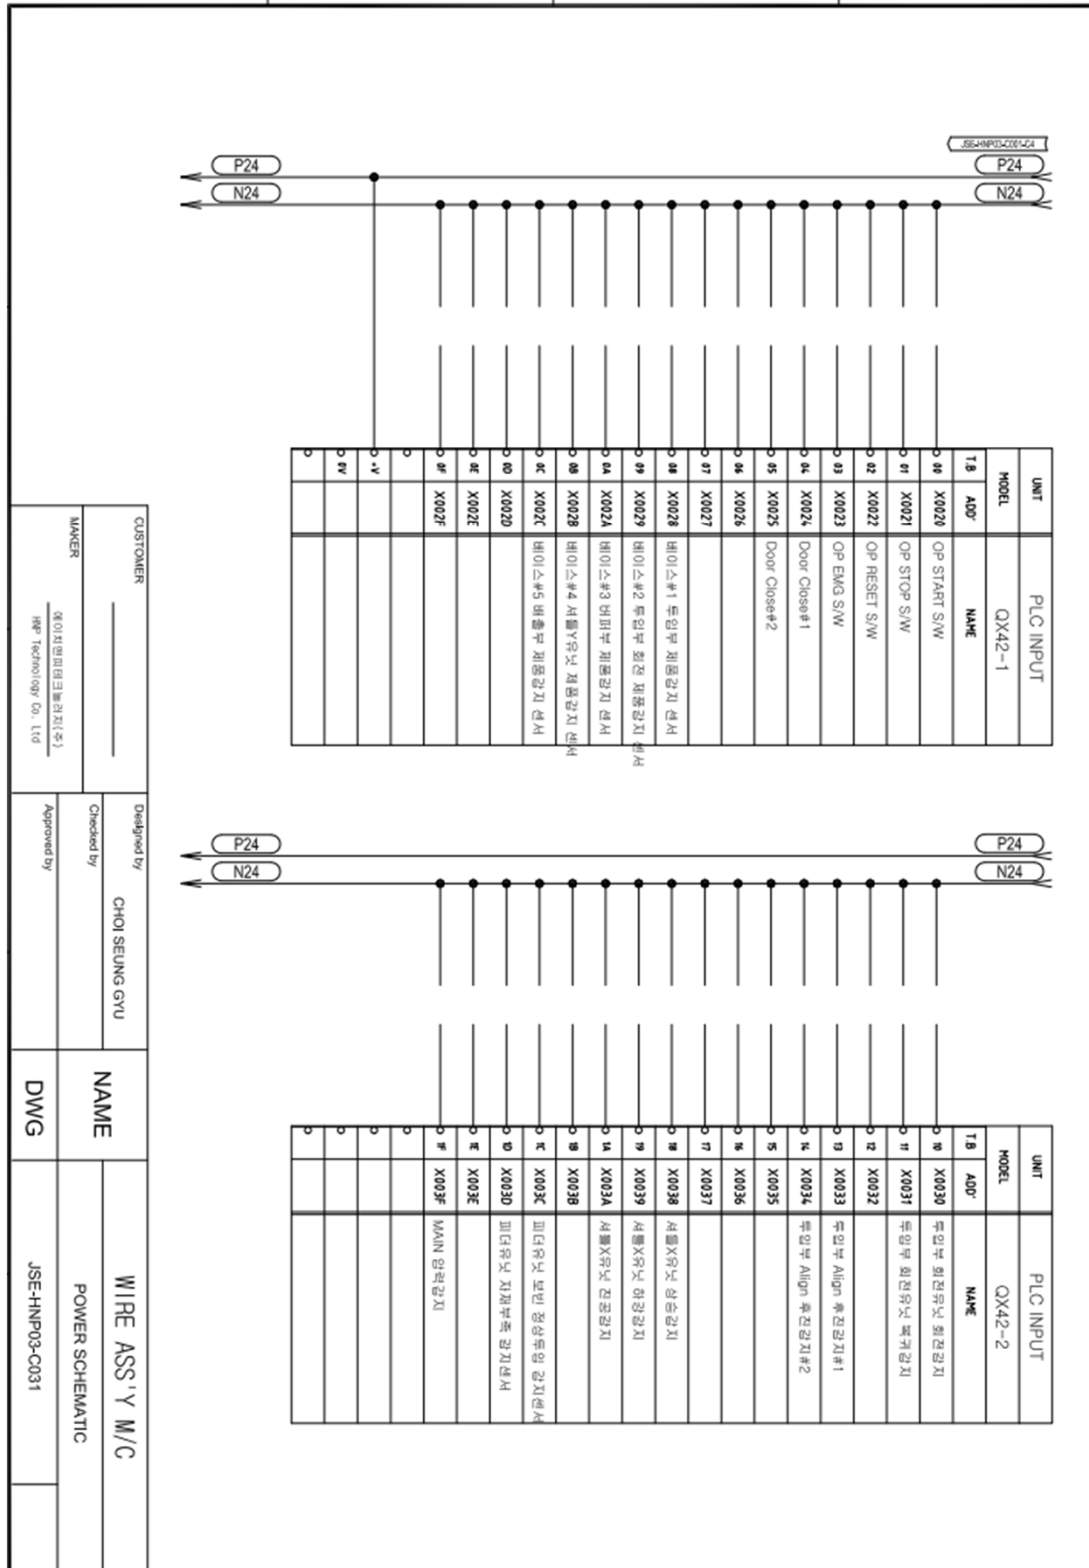 JSE-HNP03-C001-C4
P24
N24
P24
N24
UNIT PLC INPUT
MODEL QX42-1
T.B ADD' NAME
00 X0020 OP START S/W
01 X0021 OP STOP S/W
02 X0022 OP RESET S/W
03 X0023 OP EMG S/W
04 X0024 Door Close#1
05 X0025 Door Close#2
06 X0026
07 X0027
08 X0028 베이스#1 투입부 제품감지 센서
09 X0029 베이스#2 투입부 회전 제품감지 센서
0A X002A 베이스#3 버퍼부 제품감지 센서
0B X002B 베이스#4 셔틀Y유닛 제품감지 센서
0C X002C 베이스#5 배출부 제품감지 센서
0D X002D
0E X002E
0F X002F
+V
0V
P24
N24
P24
N24
UNIT PLC INPUT
MODEL QX42-2
T.B ADD' NAME
10 X0030 투입부 회전유닛 회전감지
11 X0031 투입부 회전유닛 복귀감지
12 X0032
13 X0033 투입부 Align 후진감지#1
14 X0034 투입부 Align 후진감지#2
15 X0035
16 X0036
17 X0037
18 X0038 셔틀X유닛 상승감지
19 X0039 셔틀X유닛 하강감지
1A X003A 셔틀X유닛 진공감지
1B X003B
1C X003C 피더유닛 보빈 정상투입 감지센서
1D X003D 피더유닛 자재부족 감지센서
1E X003E
1F X003F MAIN 압력감지
CUSTOMER
MAKER
에이치앤피테크놀러지(주)
HNP Technology Co. Ltd
Designed by CHOI SEUNG GYU
Checked by
Approved by
NAME
WIRE ASS'Y M/C
POWER SCHEMATIC
DWG
JSE-HNP03-C031